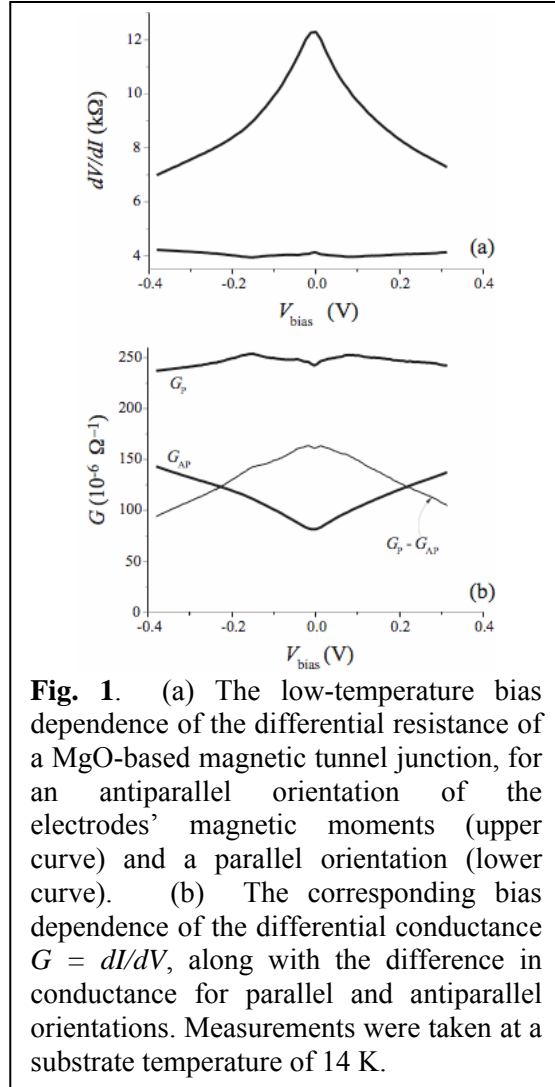 12
10
8
6
4
dV/dI (kΩ)
(a)
-0.4 -0.2 0.0 0.2 0.4
V_bias (V)
250
200
150
100
50
0
G (10⁻⁶ Ω⁻¹)
G_P
G_AP
G_P - G_AP
(b)
-0.4 -0.2 0.0 0.2 0.4
V_bias (V)
Fig. 1. (a) The low-temperature bias
dependence of the differential resistance of
a MgO-based magnetic tunnel junction, for
an antiparallel orientation of the
electrodes’ magnetic moments (upper
curve) and a parallel orientation (lower
curve). (b) The corresponding bias
dependence of the differential conductance
G = dI/dV, along with the difference in
conductance for parallel and antiparallel
orientations. Measurements were taken at a
substrate temperature of 14 K.